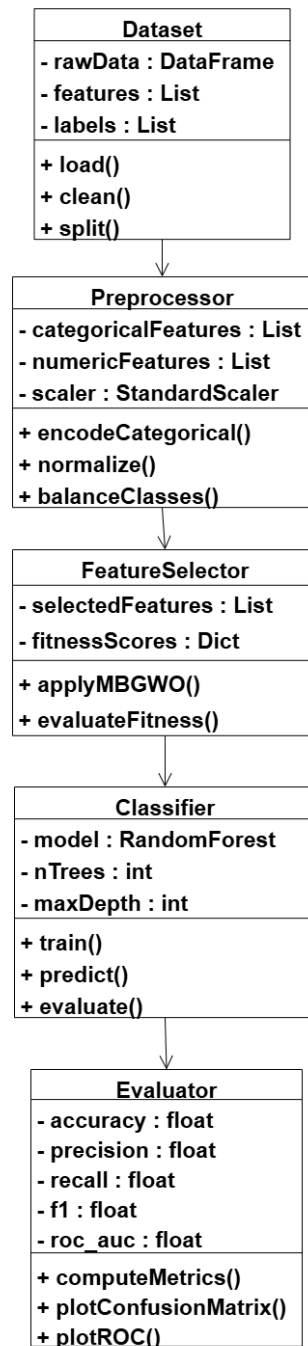 Dataset
- rawData : DataFrame
- features : List
- labels : List
+ load()
+ clean()
+ split()
Preprocessor
- categoricalFeatures : List
- numericFeatures : List
- scaler : StandardScaler
+ encodeCategorical()
+ normalize()
+ balanceClasses()
FeatureSelector
- selectedFeatures : List
- fitnessScores : Dict
+ applyMBGWO()
+ evaluateFitness()
Classifier
- model : RandomForest
- nTrees : int
- maxDepth : int
+ train()
+ predict()
+ evaluate()
Evaluator
- accuracy : float
- precision : float
- recall : float
- f1 : float
- roc_auc : float
+ computeMetrics()
+ plotConfusionMatrix()
+ plotROC()